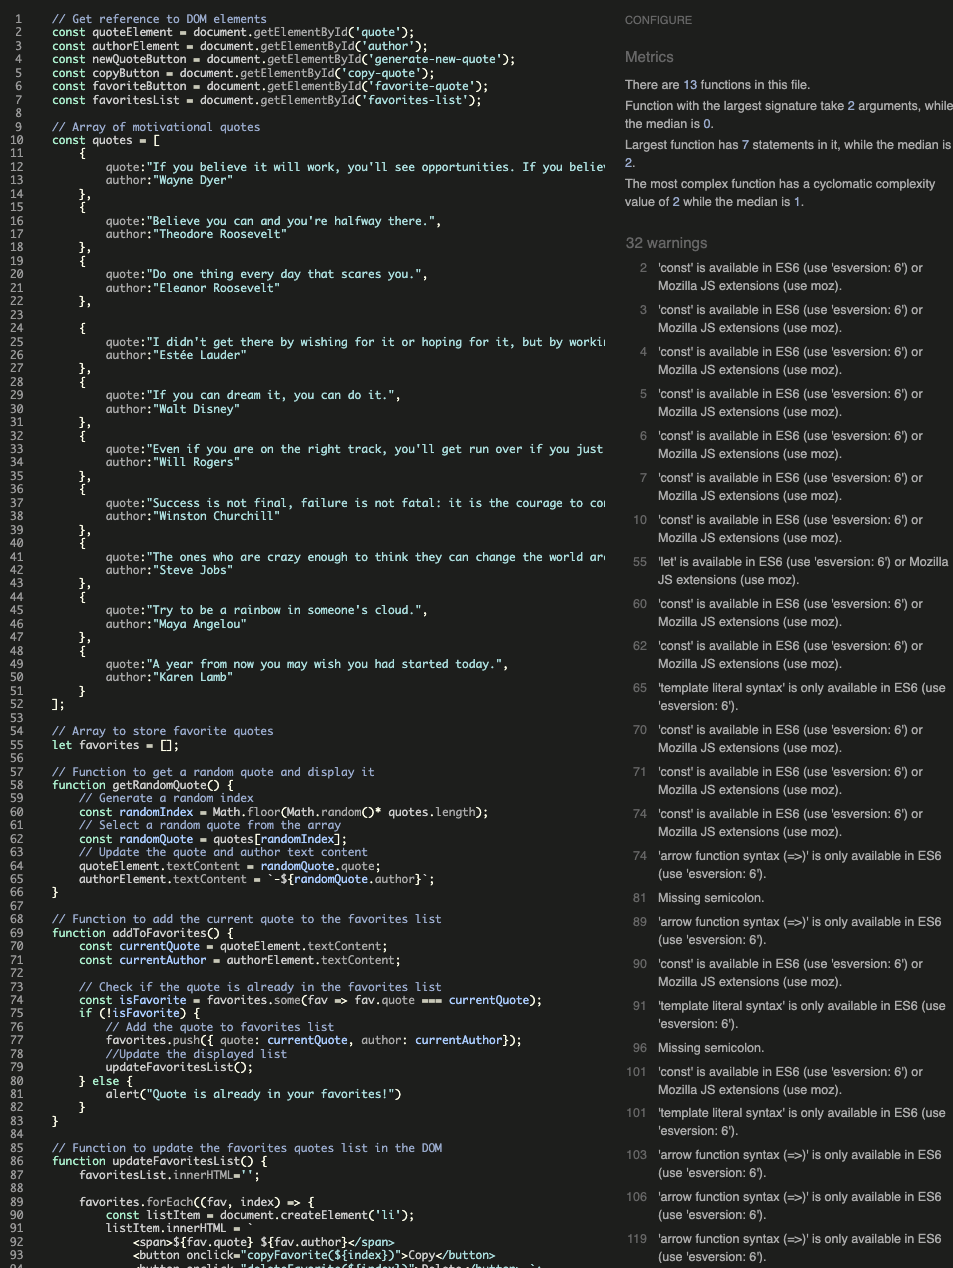 1 // Get reference to DOM elements
2 const quoteElement = document.getElementById('quote');
3 const authorElement = document.getElementById('author');
4 const newQuoteButton = document.getElementById('generate-new-quote');
5 const copyButton = document.getElementById('copy-quote');
6 const favoriteButton = document.getElementById('favorite-quote');
7 const favoritesList = document.getElementById('favorites-list');
8
9 // Array of motivational quotes
10 const quotes = [
11 {
12 quote:"If you believe it will work, you'll see opportunities. If you believ
13 author:"Wayne Dyer"
14 },
15 {
16 quote:"Believe you can and you're halfway there.",
17 author:"Theodore Roosevelt"
18 },
19 {
20 quote:"Do one thing every day that scares you.",
21 author:"Eleanor Roosevelt"
22 },
23
24 {
25 quote:"I didn't get there by wishing for it or hoping for it, but by workin
26 author:"Estée Lauder"
27 },
28 {
29 quote:"If you can dream it, you can do it.",
30 author:"Walt Disney"
31 },
32 {
33 quote:"Even if you are on the right track, you'll get run over if you just
34 author:"Will Rogers"
35 },
36 {
37 quote:"Success is not final, failure is not fatal: it is the courage to con
38 author:"Winston Churchill"
39 },
40 {
41 quote:"The ones who are crazy enough to think they can change the world are
42 author:"Steve Jobs"
43 },
44 {
45 quote:"Try to be a rainbow in someone's cloud.",
46 author:"Maya Angelou"
47 },
48 {
49 quote:"A year from now you may wish you had started today.",
50 author:"Karen Lamb"
51 }
52 ];
53
54 // Array to store favorite quotes
55 let favorites = [];
56
57 // Function to get a random quote and display it
58 function getRandomQuote() {
59 // Generate a random index
60 const randomIndex = Math.floor(Math.random()* quotes.length);
61 // Select a random quote from the array
62 const randomQuote = quotes[randomIndex];
63 // Update the quote and author text content
64 quoteElement.textContent = randomQuote.quote;
65 authorElement.textContent = `-${randomQuote.author}`;
66 }
67
68 // Function to add the current quote to the favorites list
69 function addToFavorites() {
70 const currentQuote = quoteElement.textContent;
71 const currentAuthor = authorElement.textContent;
72
73 // Check if the quote is already in the favorites list
74 const isFavorite = favorites.some(fav => fav.quote === currentQuote);
75 if (!isFavorite) {
76 // Add the quote to favorites list
77 favorites.push({ quote: currentQuote, author: currentAuthor});
78 //Update the displayed list
79 updateFavoritesList();
80 } else {
81 alert("Quote is already in your favorites!")
82 }
83 }
84
85 // Function to update the favorites quotes list in the DOM
86 function updateFavoritesList() {
87 favoritesList.innerHTML='';
88
89 favorites.forEach((fav, index) => {
90 const listItem = document.createElement('li');
91 listItem.innerHTML = `
92 <span>${fav.quote} ${fav.author}</span>
93 <button onclick="copyFavorite(${index})">Copy</button>
94 <button onclick="deleteFavorite(${index})">Delete</button> `;
CONFIGURE
Metrics
There are 13 functions in this file.
Function with the largest signature take 2 arguments, while
the median is 0.
Largest function has 7 statements in it, while the median is
2.
The most complex function has a cyclomatic complexity
value of 2 while the median is 1.
32 warnings
2 'const' is available in ES6 (use 'esversion: 6') or
Mozilla JS extensions (use moz).
3 'const' is available in ES6 (use 'esversion: 6') or
Mozilla JS extensions (use moz).
4 'const' is available in ES6 (use 'esversion: 6') or
Mozilla JS extensions (use moz).
5 'const' is available in ES6 (use 'esversion: 6') or
Mozilla JS extensions (use moz).
6 'const' is available in ES6 (use 'esversion: 6') or
Mozilla JS extensions (use moz).
7 'const' is available in ES6 (use 'esversion: 6') or
Mozilla JS extensions (use moz).
10 'const' is available in ES6 (use 'esversion: 6') or
Mozilla JS extensions (use moz).
55 'let' is available in ES6 (use 'esversion: 6') or Mozilla
JS extensions (use moz).
60 'const' is available in ES6 (use 'esversion: 6') or
Mozilla JS extensions (use moz).
62 'const' is available in ES6 (use 'esversion: 6') or
Mozilla JS extensions (use moz).
65 'template literal syntax' is only available in ES6 (use
'esversion: 6').
70 'const' is available in ES6 (use 'esversion: 6') or
Mozilla JS extensions (use moz).
71 'const' is available in ES6 (use 'esversion: 6') or
Mozilla JS extensions (use moz).
74 'const' is available in ES6 (use 'esversion: 6') or
Mozilla JS extensions (use moz).
74 'arrow function syntax (=>)' is only available in ES6
(use 'esversion: 6').
81 Missing semicolon.
89 'arrow function syntax (=>)' is only available in ES6
(use 'esversion: 6').
90 'const' is available in ES6 (use 'esversion: 6') or
Mozilla JS extensions (use moz).
91 'template literal syntax' is only available in ES6 (use
'esversion: 6').
96 Missing semicolon.
101 'const' is available in ES6 (use 'esversion: 6') or
Mozilla JS extensions (use moz).
101 'template literal syntax' is only available in ES6 (use
'esversion: 6').
103 'arrow function syntax (=>)' is only available in ES6
(use 'esversion: 6').
106 'arrow function syntax (=>)' is only available in ES6
(use 'esversion: 6').
119 'arrow function syntax (=>)' is only available in ES6
(use 'esversion: 6').